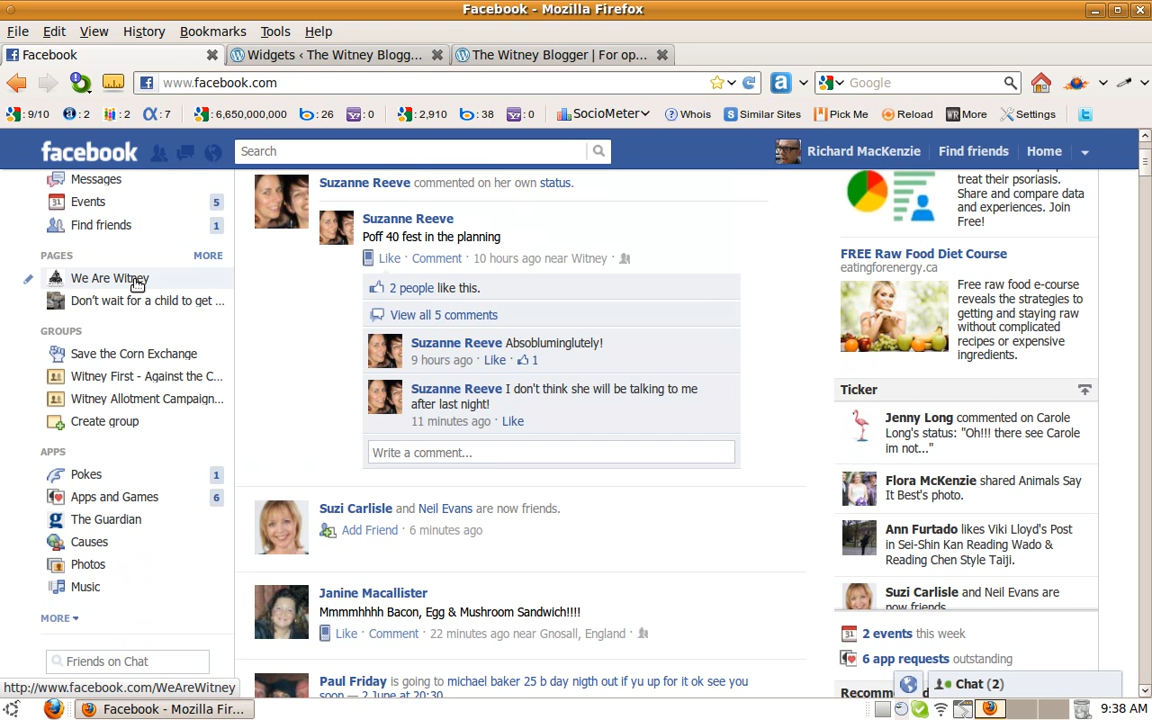 Facebook - Mozilla Firefox
File Edit View History Bookmarks Tools Help
Facebook
Widgets ‹ The Witney Blogg...
The Witney Blogger | For op...
www.facebook.com
Google
:9/10 :2 :2 :7 :6,650,000,000 :26 :0 :2,910 :38 :0 SocioMeter Whois Similar Sites Pick Me Reload More Settings
facebook
Search
Richard MacKenzie Find friends Home
Messages
Events 5
Find friends 1
PAGES MORE
We Are Witney
Don't wait for a child to get ...
GROUPS
Save the Corn Exchange
Witney First - Against the C...
Witney Allotment Campaign...
Create group
APPS
Pokes 1
Apps and Games 6
The Guardian
Causes
Photos
Music
MORE
Friends on Chat
http://www.facebook.com/WeAreWitney
Suzanne Reeve commented on her own status.
Suzanne Reeve
Poff 40 fest in the planning
Like · Comment · 10 hours ago near Witney ·
2 people like this.
View all 5 comments
Suzanne Reeve Absobluminglutely!
9 hours ago · Like · 1
Suzanne Reeve I don't think she will be talking to me
after last night!
11 minutes ago · Like
Write a comment...
Suzi Carlisle and Neil Evans are now friends.
Add Friend · 6 minutes ago
Janine Macallister
Mmmmhhhh Bacon, Egg & Mushroom Sandwich!!!!
Like · Comment · 22 minutes ago near Gnosall, England ·
Paul Friday is going to michael baker 25 b day nigth out if yu up for it ok see you
soon — 2 June at 20:30
treat their psoriasis.
Share and compare data
and experiences. Join
Free!
FREE Raw Food Diet Course
eatingforenergy.ca
Free raw food e-course
reveals the strategies to
getting and staying raw
without complicated
recipes or expensive
ingredients.
Ticker
Jenny Long commented on Carole
Long's status: "Oh!!! there see Carole
im not..."
Flora McKenzie shared Animals Say
It Best's photo.
Ann Furtado likes Viki Lloyd's Post
in Sei-Shin Kan Reading Wado &
Reading Chen Style Taiji.
Suzi Carlisle and Neil Evans are
now friends.
2 events this week
6 app requests outstanding
Recomm
Chat (2)
Facebook - Mozilla Fir...
9:38 AM